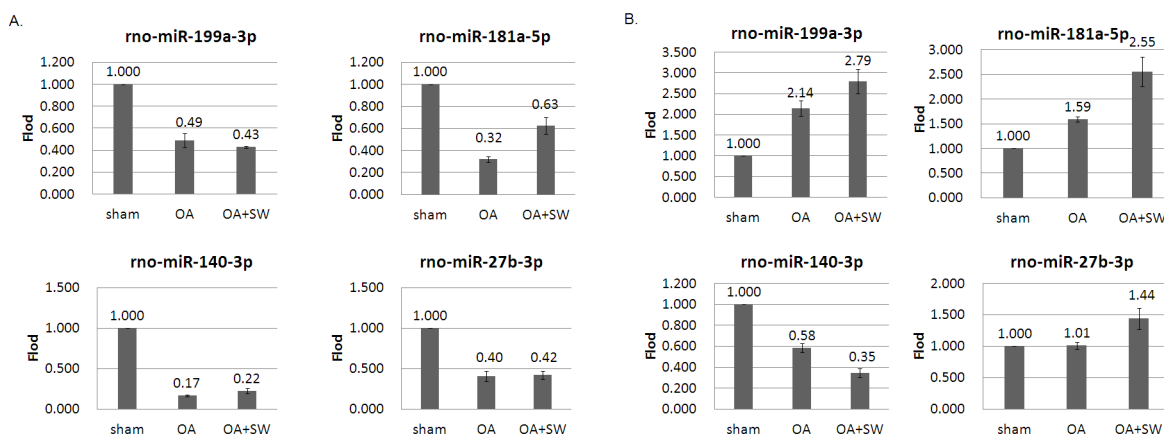 A.
rno-miR-199a-3p
1.200
1.000
0.800
0.600
0.400
0.200
0.000
Flod
1.000
0.49
0.43
sham OA OA+SW
rno-miR-181a-5p
1.200
1.000
0.800
0.600
0.400
0.200
0.000
Flod
1.000
0.32
0.63
sham OA OA+SW
rno-miR-140-3p
1.500
1.000
0.500
0.000
Flod
1.000
0.17
0.22
sham OA OA+SW
rno-miR-27b-3p
1.500
1.000
0.500
0.000
Flod
1.000
0.40
0.42
sham OA OA+SW
B.
rno-miR-199a-3p
3.500
3.000
2.500
2.000
1.500
1.000
0.500
0.000
Flod
1.000
2.14
2.79
sham OA OA+SW
rno-miR-181a-5p
3.000
2.500
2.000
1.500
1.000
0.500
0.000
Flod
1.000
1.59
2.55
sham OA OA+SW
rno-miR-140-3p
1.200
1.000
0.800
0.600
0.400
0.200
0.000
Flod
1.000
0.58
0.35
sham OA OA+SW
rno-miR-27b-3p
2.000
1.500
1.000
0.500
0.000
Flod
1.000
1.01
1.44
sham OA OA+SW